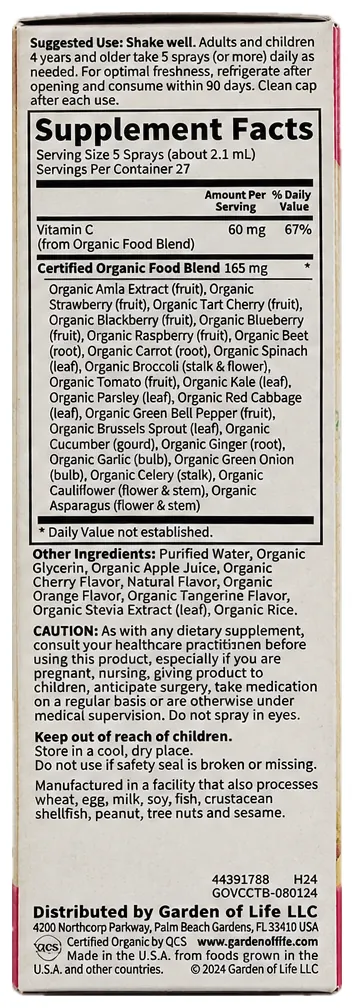 Suggested Use: Shake well. Adults and children
4 years and older take 5 sprays (or more) daily as
needed. For optimal freshness, refrigerate after
opening and consume within 90 days. Clean cap
after each use.
Supplement Facts
Serving Size 5 Sprays (about 2.1 mL)
Servings Per Container 27
Amount Per % Daily
Serving Value
Vitamin C 60 mg 67%
(from Organic Food Blend)
Certified Organic Food Blend 165 mg *
Organic Amla Extract (fruit), Organic
Strawberry (fruit), Organic Tart Cherry (fruit),
Organic Blackberry (fruit), Organic Blueberry
(fruit), Organic Raspberry (fruit), Organic Beet
(root), Organic Carrot (root), Organic Spinach
(leaf), Organic Broccoli (stalk & flower),
Organic Tomato (fruit), Organic Kale (leaf),
Organic Parsley (leaf), Organic Red Cabbage
(leaf), Organic Green Bell Pepper (fruit),
Organic Brussels Sprout (leaf), Organic
Cucumber (gourd), Organic Ginger (root),
Organic Garlic (bulb), Organic Green Onion
(bulb), Organic Celery (stalk), Organic
Cauliflower (flower & stem), Organic
Asparagus (flower & stem)
* Daily Value not established.
Other Ingredients: Purified Water, Organic
Glycerin, Organic Apple Juice, Organic
Cherry Flavor, Natural Flavor, Organic
Orange Flavor, Organic Tangerine Flavor,
Organic Stevia Extract (leaf), Organic Rice.
CAUTION: As with any dietary supplement,
consult your healthcare practitinnen before
using this product, especially if you are
pregnant, nursing, giving product to
children, anticipate surgery, take medication
on a regular basis or are otherwise under
medical supervision. Do not spray in eyes.
Keep out of reach of children.
Store in a cool, dry place.
Do not use if safety seal is broken or missing.
Manufactured in a facility that also processes
wheat, egg, milk, soy, fish, crustacean
shellfish, peanut, tree nuts and sesame.
44391788 H24
GOVCCTB-080124
Distributed by Garden of Life LLC
4200 Northcorp Parkway, Palm Beach Gardens, FL 33410 USA
qcs Certified Organic by QCS www.gardenoffife.com
Made in the U.S.A. from foods grown in the
U.S.A. and other countries. © 2024 Garden of Life LLC